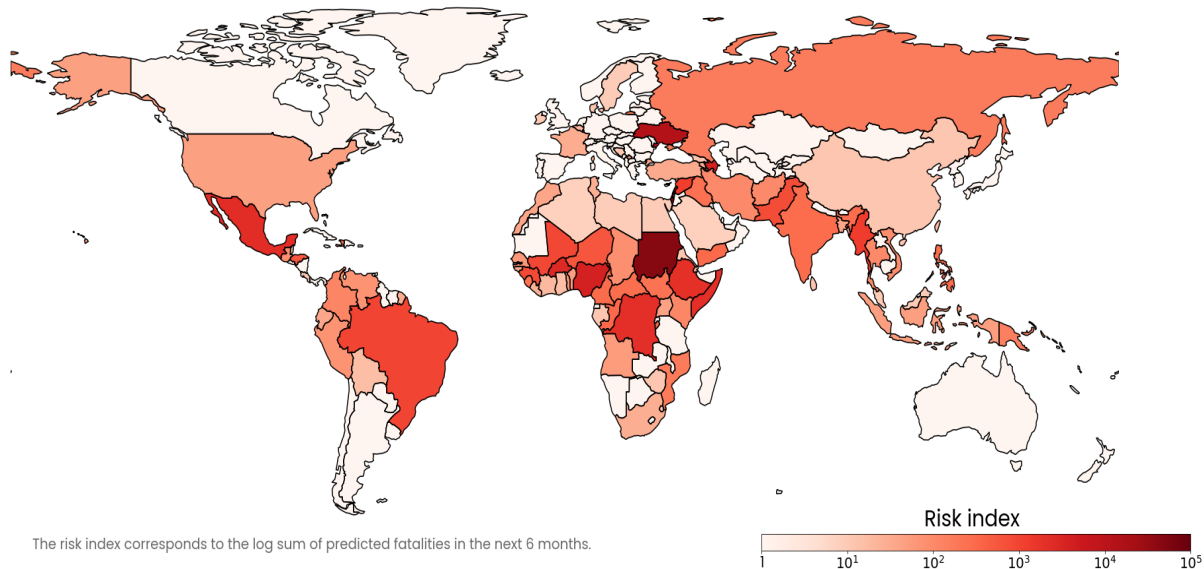 The risk index corresponds to the log sum of predicted fatalities in the next 6 months.
Risk index
1 10¹ 10² 10³ 10⁴ 10⁵